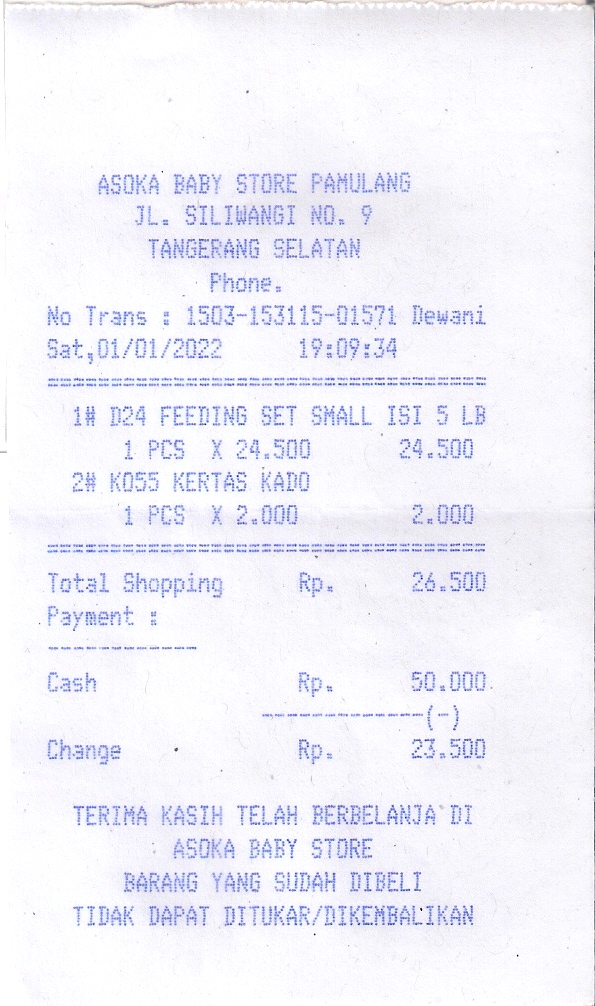 ASOKA BABY STORE PAMULANG
JL. SILIWANGI NO. 9
TANGERANG SELATAN
Phone.
No Trans : 1503-153115-01571 Dewani
Sat,01/01/2022 19:09:34
1# D24 FEEDING SET SMALL ISI 5 LB
1 PCS X 24.500 24.500
2# KO55 KERTAS KADO
1 PCS X 2.000 2.000
Total Shopping Rp. 26.500
Payment :
Cash Rp. 50.000
(-)
Change Rp. 23.500
TERIMA KASIH TELAH BERBELANJA DI
ASOKA BABY STORE
BARANG YANG SUDAH DIBELI
TIDAK DAPAT DITUKAR/DIKEMBALIKAN